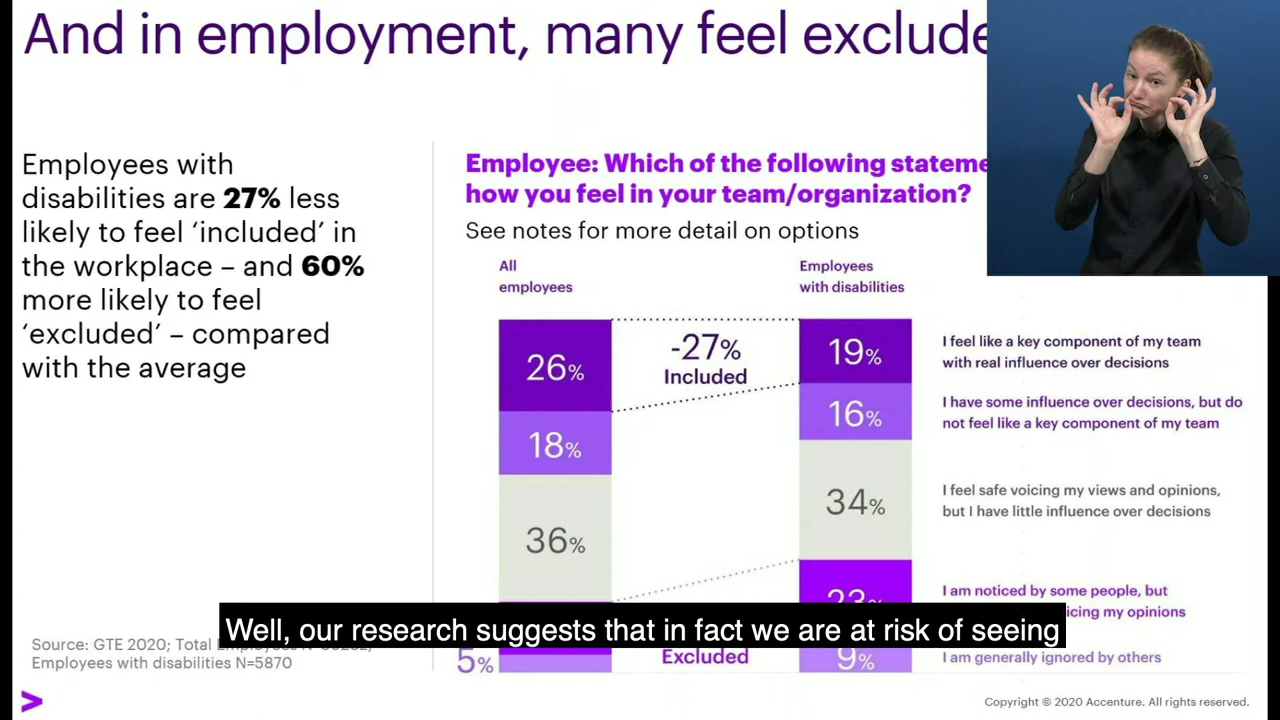 And in employment, many feel exclude
Employees with
disabilities are 27% less
likely to feel ‘included’ in
the workplace – and 60%
more likely to feel
‘excluded’ – compared
with the average
Employee: Which of the following stateme
how you feel in your team/organization?
See notes for more detail on options
All
employees
Employees
with disabilities
26%
18%
36%
5%
-27%
Included
Excluded
19%
16%
34%
23%
9%
I feel like a key component of my team
with real influence over decisions
I have some influence over decisions, but do
not feel like a key component of my team
I feel safe voicing my views and opinions,
but I have little influence over decisions
I am noticed by some people, but
my opinions
I am generally ignored by others
Well, our research suggests that in fact we are at risk of seeing
Source: GTE 2020; Total
Employees with disabilities N=5870
Copyright © 2020 Accenture. All rights reserved.